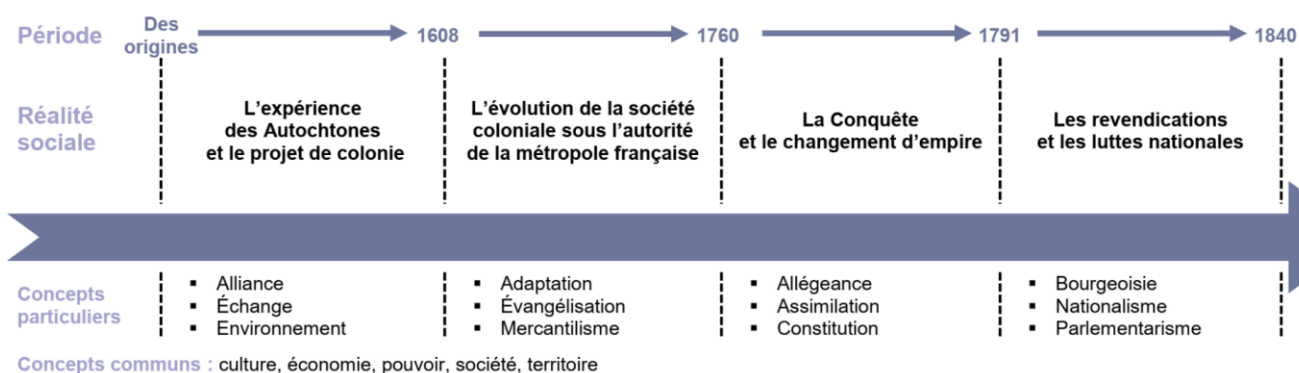 Période
Des
origines
1608
1760
1791
1840
Réalité
sociale
L'expérience
des Autochtones
et le projet de colonie
L'évolution de la société
coloniale sous l'autorité
de la métropole française
La Conquête
et le changement d'empire
Les revendications
et les luttes nationales
Concepts
particuliers
▪ Alliance
▪ Échange
▪ Environnement
▪ Adaptation
▪ Évangélisation
▪ Mercantilisme
▪ Allégeance
▪ Assimilation
▪ Constitution
▪ Bourgeoisie
▪ Nationalisme
▪ Parlementarisme
Concepts communs : culture, économie, pouvoir, société, territoire